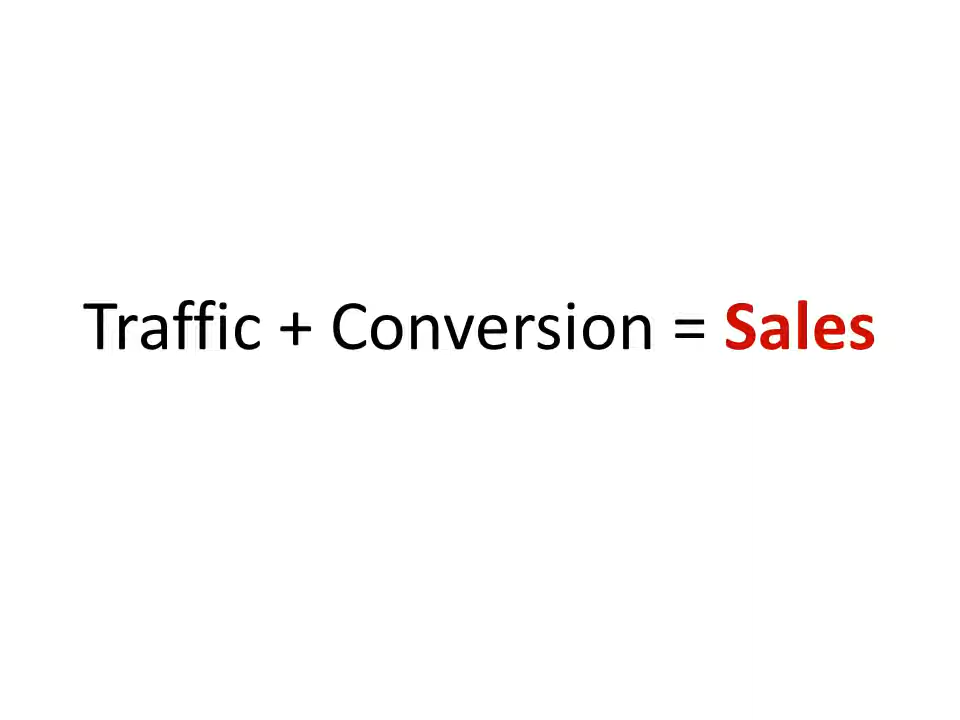 Traffic + Conversion = Sales